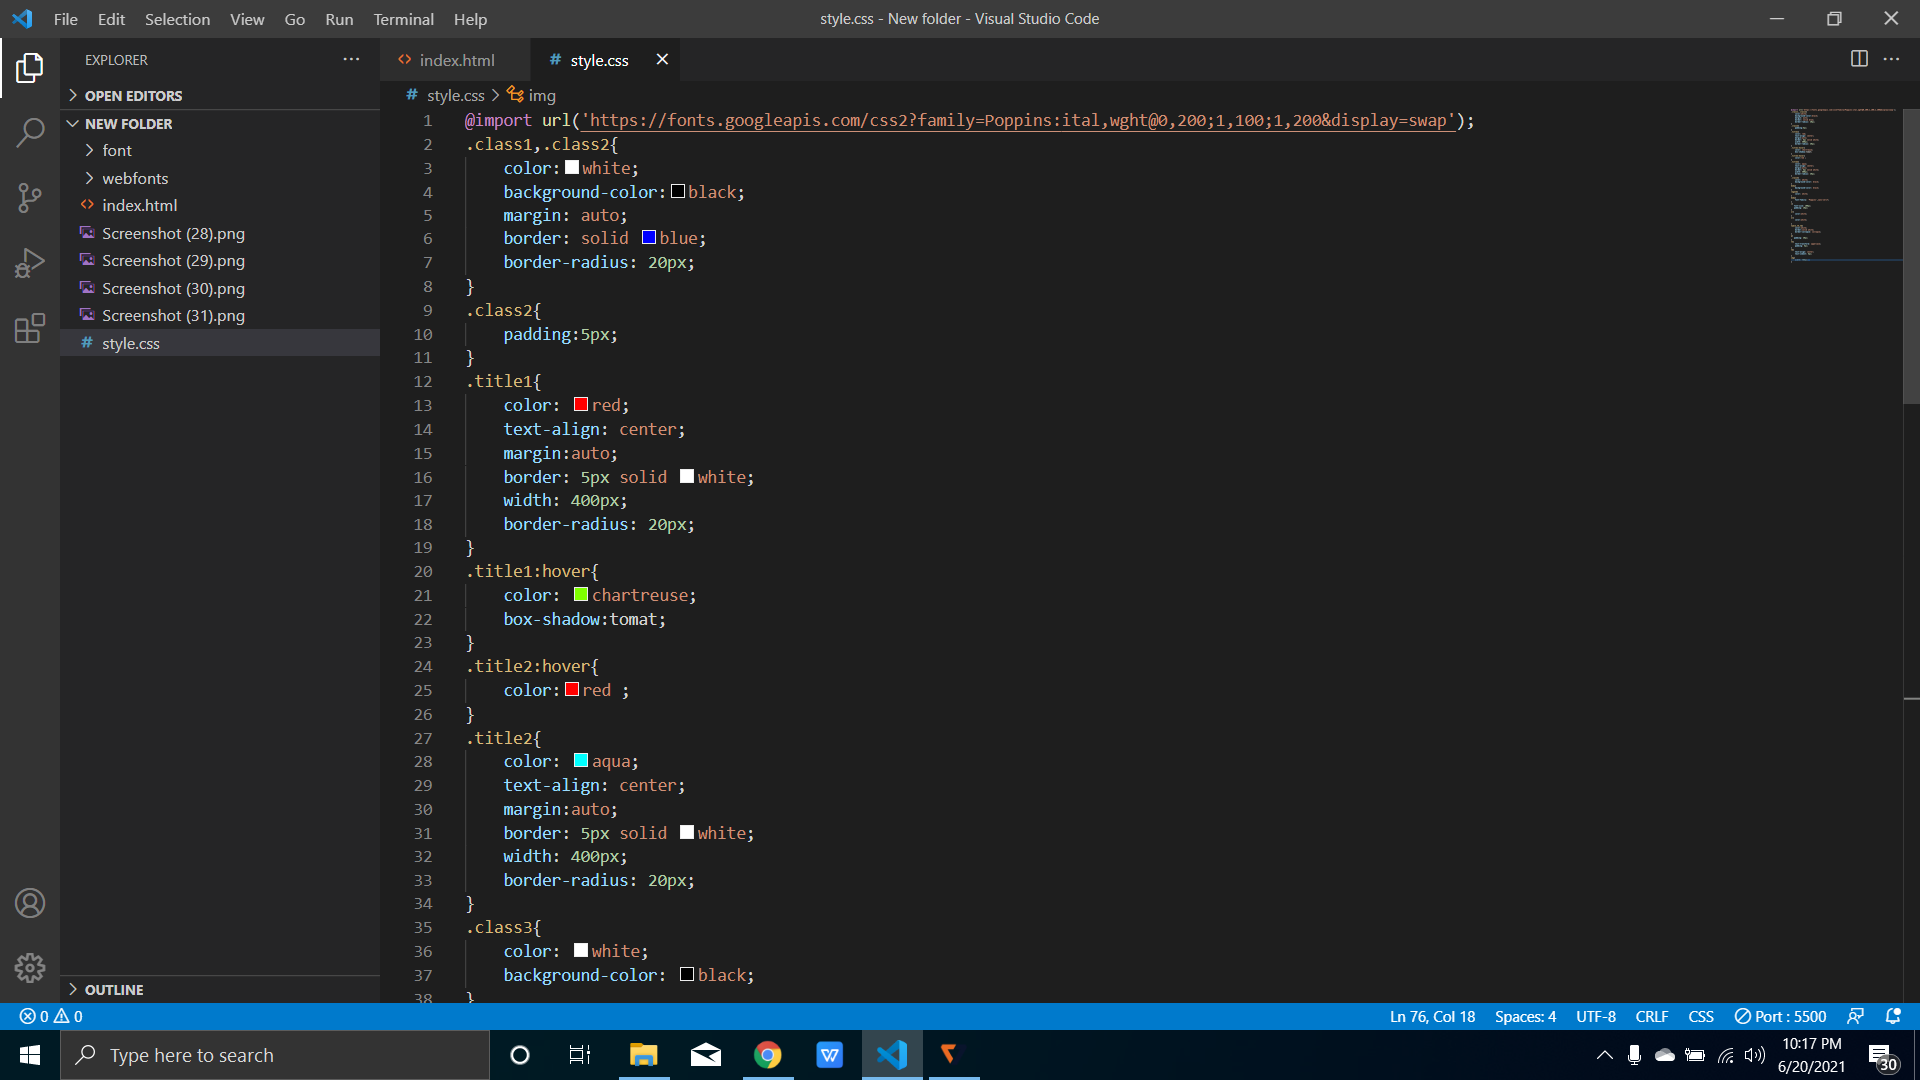 File Edit Selection View Go Run Terminal Help
style.css - New folder - Visual Studio Code
EXPLORER
OPEN EDITORS
NEW FOLDER
font
webfonts
index.html
Screenshot (28).png
Screenshot (29).png
Screenshot (30).png
Screenshot (31).png
# style.css
OUTLINE
index.html
# style.css
# style.css > img
1 @import url('https://fonts.googleapis.com/css2?family=Poppins:ital,wght@0,200;1,100;1,200&display=swap');
2 .class1,.class2{
3 color:white;
4 background-color:black;
5 margin: auto;
6 border: solid blue;
7 border-radius: 20px;
8 }
9 .class2{
10 padding:5px;
11 }
12 .title1{
13 color: red;
14 text-align: center;
15 margin:auto;
16 border: 5px solid white;
17 width: 400px;
18 border-radius: 20px;
19 }
20 .title1:hover{
21 color: chartreuse;
22 box-shadow:tomat;
23 }
24 .title2:hover{
25 color:red ;
26 }
27 .title2{
28 color: aqua;
29 text-align: center;
30 margin:auto;
31 border: 5px solid white;
32 width: 400px;
33 border-radius: 20px;
34 }
35 .class3{
36 color: white;
37 background-color: black;
38 }
0 0
Ln 76, Col 18 Spaces: 4 UTF-8 CRLF CSS Port : 5500
Type here to search
W
10:17 PM
6/20/2021
30